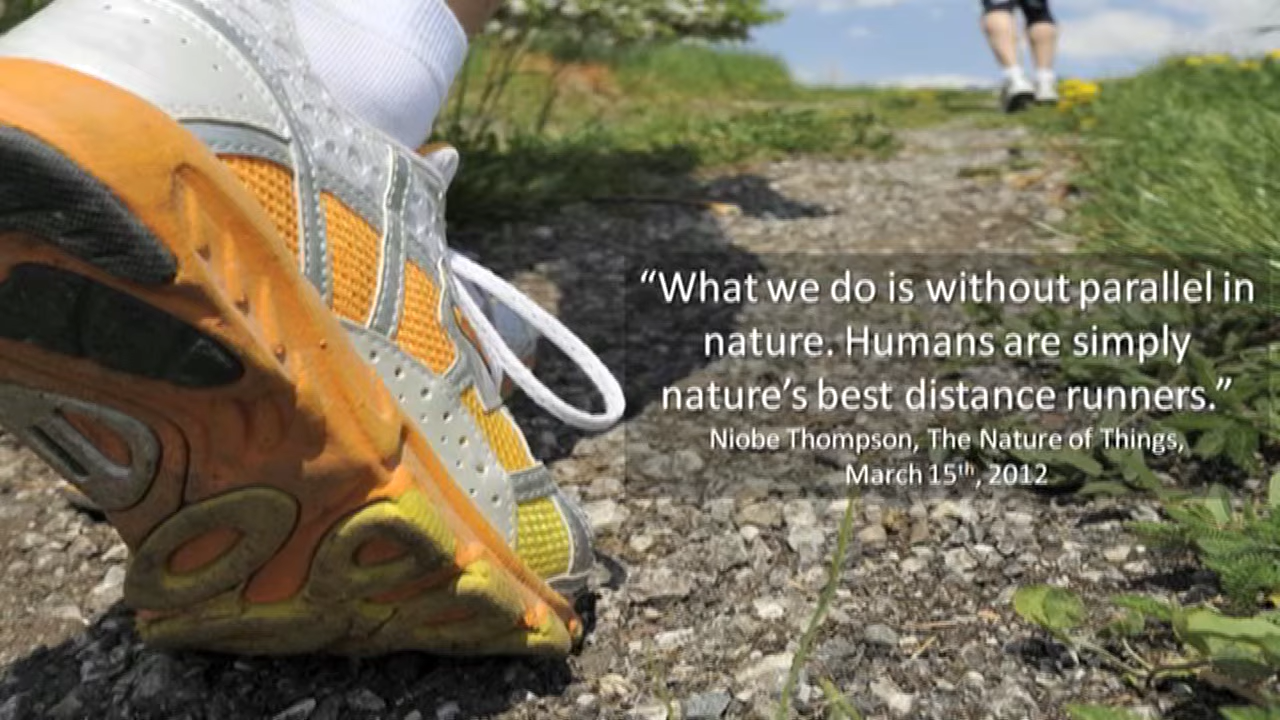 “What we do is without parallel in
nature. Humans are simply
nature’s best distance runners.”
Niobe Thompson, The Nature of Things,
March 15th, 2012